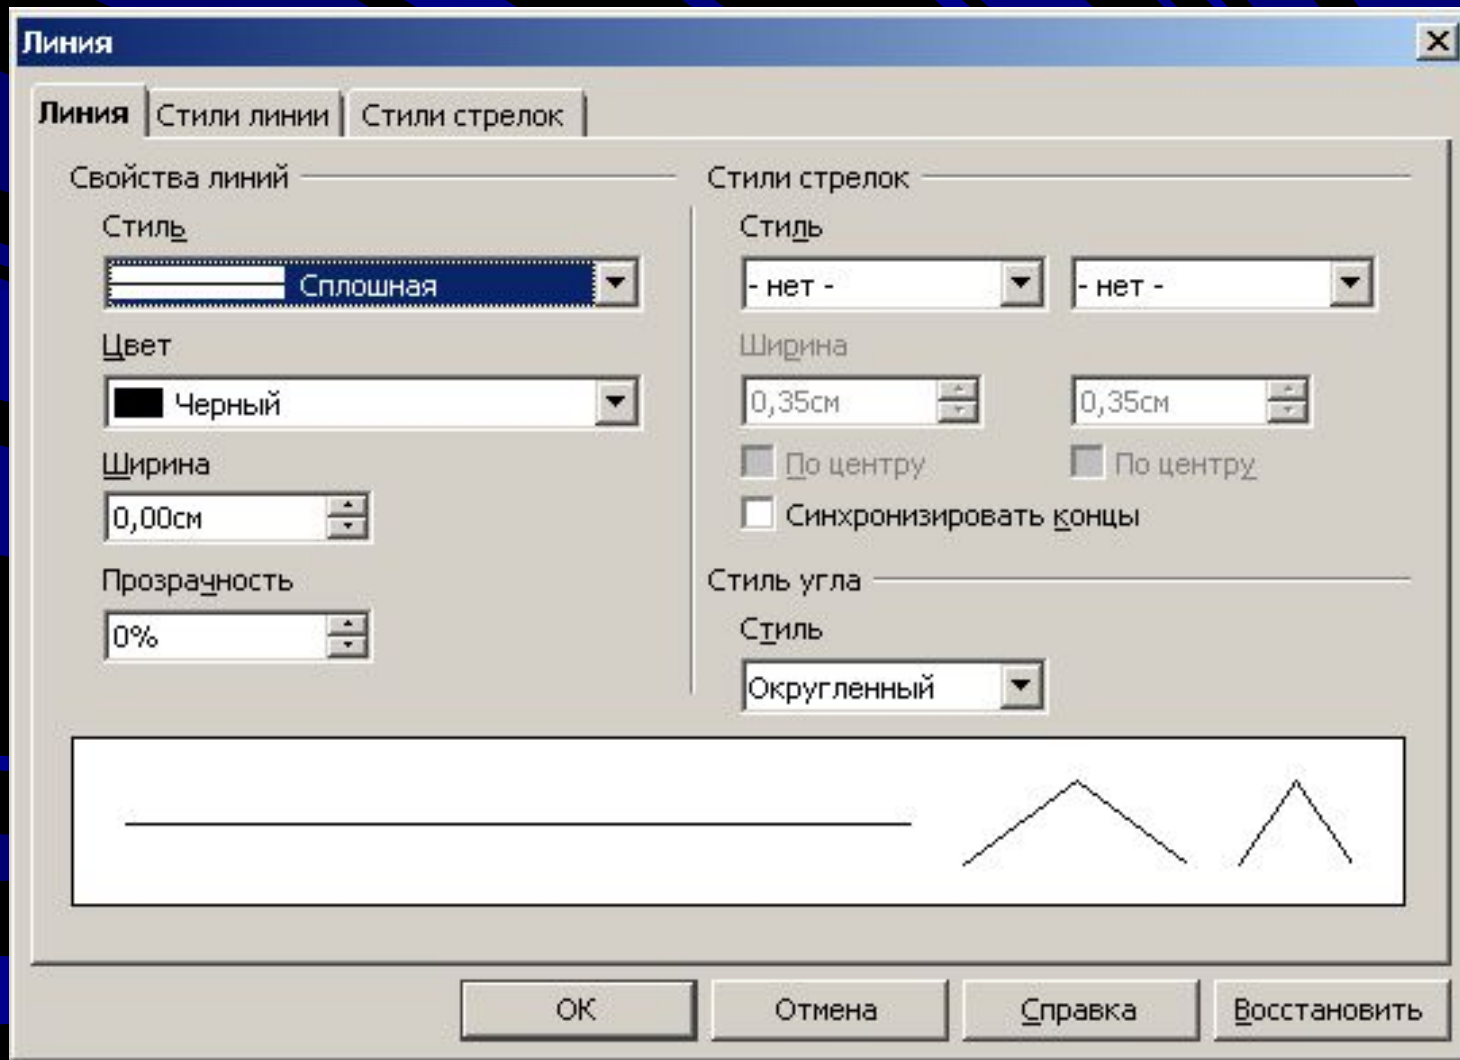 Линия
Линия Стили линии Стили стрелок
Свойства линий
Стиль
Сплошная
Цвет
Черный
Ширина
0,00см
Прозрачность
0%
Стили стрелок
Стиль
- нет - - нет -
Ширина
0,35см 0,35см
По центру По центру
Синхронизировать концы
Стиль угла
Стиль
Округленный
ОК Отмена Справка Восстановить